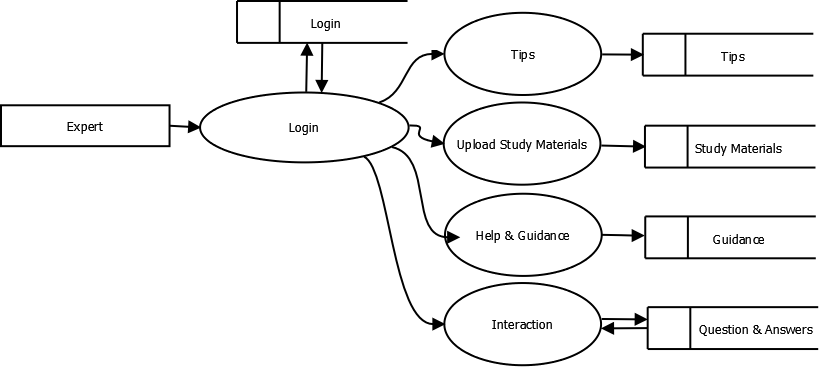 Login
Tips
Tips
Expert
Login
Upload Study Materials
Study Materials
Help & Guidance
Guidance
Interaction
Question & Answers